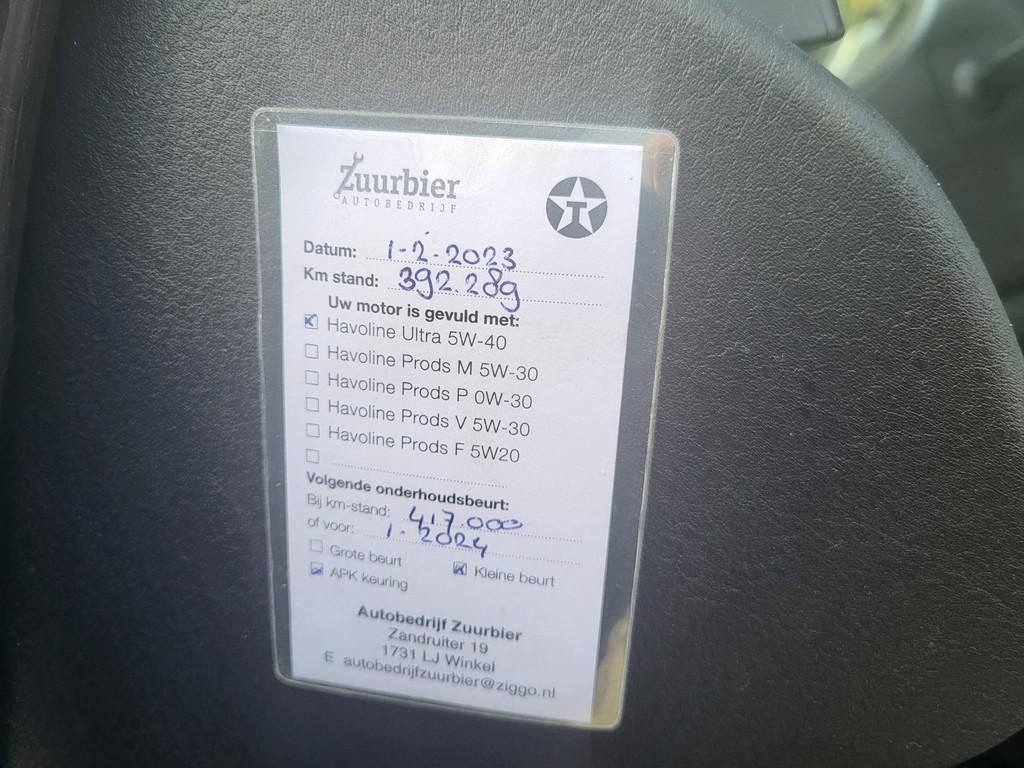 Zuurbier
AUTOBEDRIJF
T
Datum: 1-2-2023
Km stand: 392.289
Uw motor is gevuld met:
Havoline Ultra 5W-40
Havoline Prods M 5W-30
Havoline Prods P 0W-30
Havoline Prods V 5W-30
Havoline Prods F 5W20
Volgende onderhoudsbeurt:
Bij km-stand: 417.000
of voor: 1-2024
Grote beurt Kleine beurt
APK keuring
Autobedrijf Zuurbier
Zandruiter 19
1731 LJ Winkel
E autobedrijfzuurbier@ziggo.nl